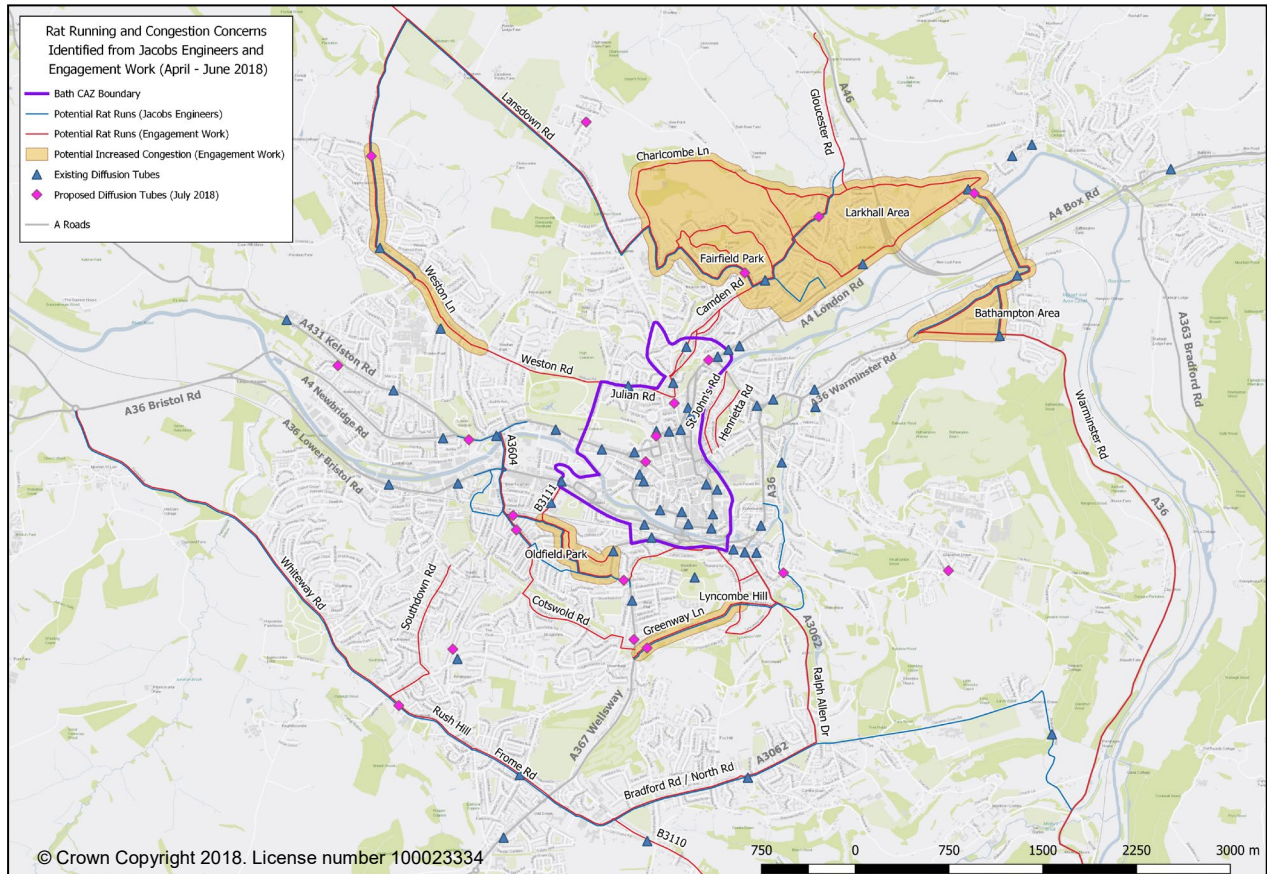 Rat Running and Congestion Concerns
Identified from Jacobs Engineers and
Engagement Work (April - June 2018)
Bath CAZ Boundary
Potential Rat Runs (Jacobs Engineers)
Potential Rat Runs (Engagement Work)
Potential Increased Congestion (Engagement Work)
Existing Diffusion Tubes
Proposed Diffusion Tubes (July 2018)
A Roads
Lansdown Rd
Gloucester Rd
A46
Charlcombe Ln
Larkhall Area
A4 Box Rd
Fairfield Park
Camden Rd
A4 London Rd
Weston Ln
Bathampton Area
A363 Bradford Rd
A431 Kelston Rd
Weston Rd
A36 Warminster Rd
Julian Rd
St John's Rd
Henrietta Rd
A36 Bristol Rd
A4 Newbridge Rd
Warminster Rd
A36 Lower Bristol Rd
A3604
A36
A36
B3111
Oldfield Park
Whiteway Rd
Southdown Rd
Cotswold Rd
Lyncombe Hill
Greenway Ln
A3062
Ralph Allen Dr
Rush Hill
Frome Rd
A367 Wellsway
A3062
Bradford Rd / North Rd
B3110
© Crown Copyright 2018. License number 100023334
750 0 750 1500 2250 3000 m